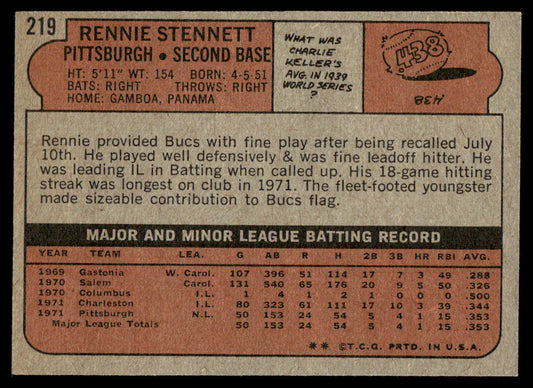 219
RENNIE STENNETT
PITTSBURGH • SECOND BASE
HT: 5'11" WT: 154 BORN: 4-5-51
BATS: RIGHT THROWS: RIGHT
HOME: GAMBOA, PANAMA
WHAT WAS
CHARLIE
KELLER'S
AVG. IN 1939
WORLD SERIES
?
.438
.438
Rennie provided Bucs with fine play after being recalled July
10th. He played well defensively & was fine leadoff hitter. He
was leading IL in Batting when called up. His 18-game hitting
streak was longest on club in 1971. The fleet-footed youngster
made sizeable contribution to Bucs flag.
MAJOR AND MINOR LEAGUE BATTING RECORD
YEAR TEAM LEA. G AB R H 2B 3B HR RBI AVG.
1969 Gastonia W. Carol. 107 396 51 114 17 7 3 49 .288
1970 Salem Carol. 131 540 65 176 20 9 5 50 .326
1970 Columbus I.L. 1 4 1 2 0 0 0 0 .500
1971 Charleston I.L. 80 323 61 111 17 10 3 39 .344
1971 Pittsburgh N.L. 50 153 24 54 5 4 1 15 .353
Major League Totals 50 153 24 54 5 4 1 15 .353
** ©T.C.G. PRTD. IN U.S.A.